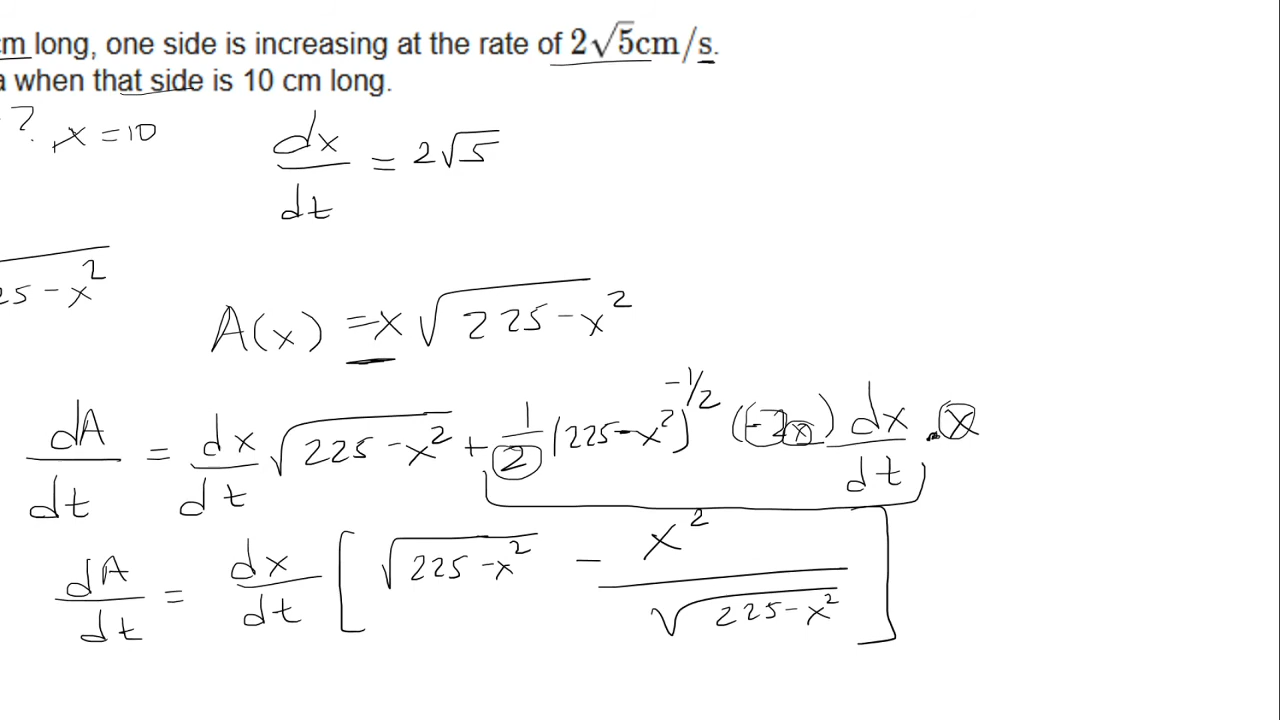 cm long, one side is increasing at the rate of 2√5cm/s.
a when that side is 10 cm long.
? , x = 10
dx/dt = 2√5
25 - x²
A(x) = x √(225 - x²)
dA/dt = dx/dt √(225 - x²) + 1/2 (225 - x²)^(-1/2) (-2x) dx/dt . x
dA/dt = dx/dt [ √(225 - x²) - x²/√(225 - x²) ]